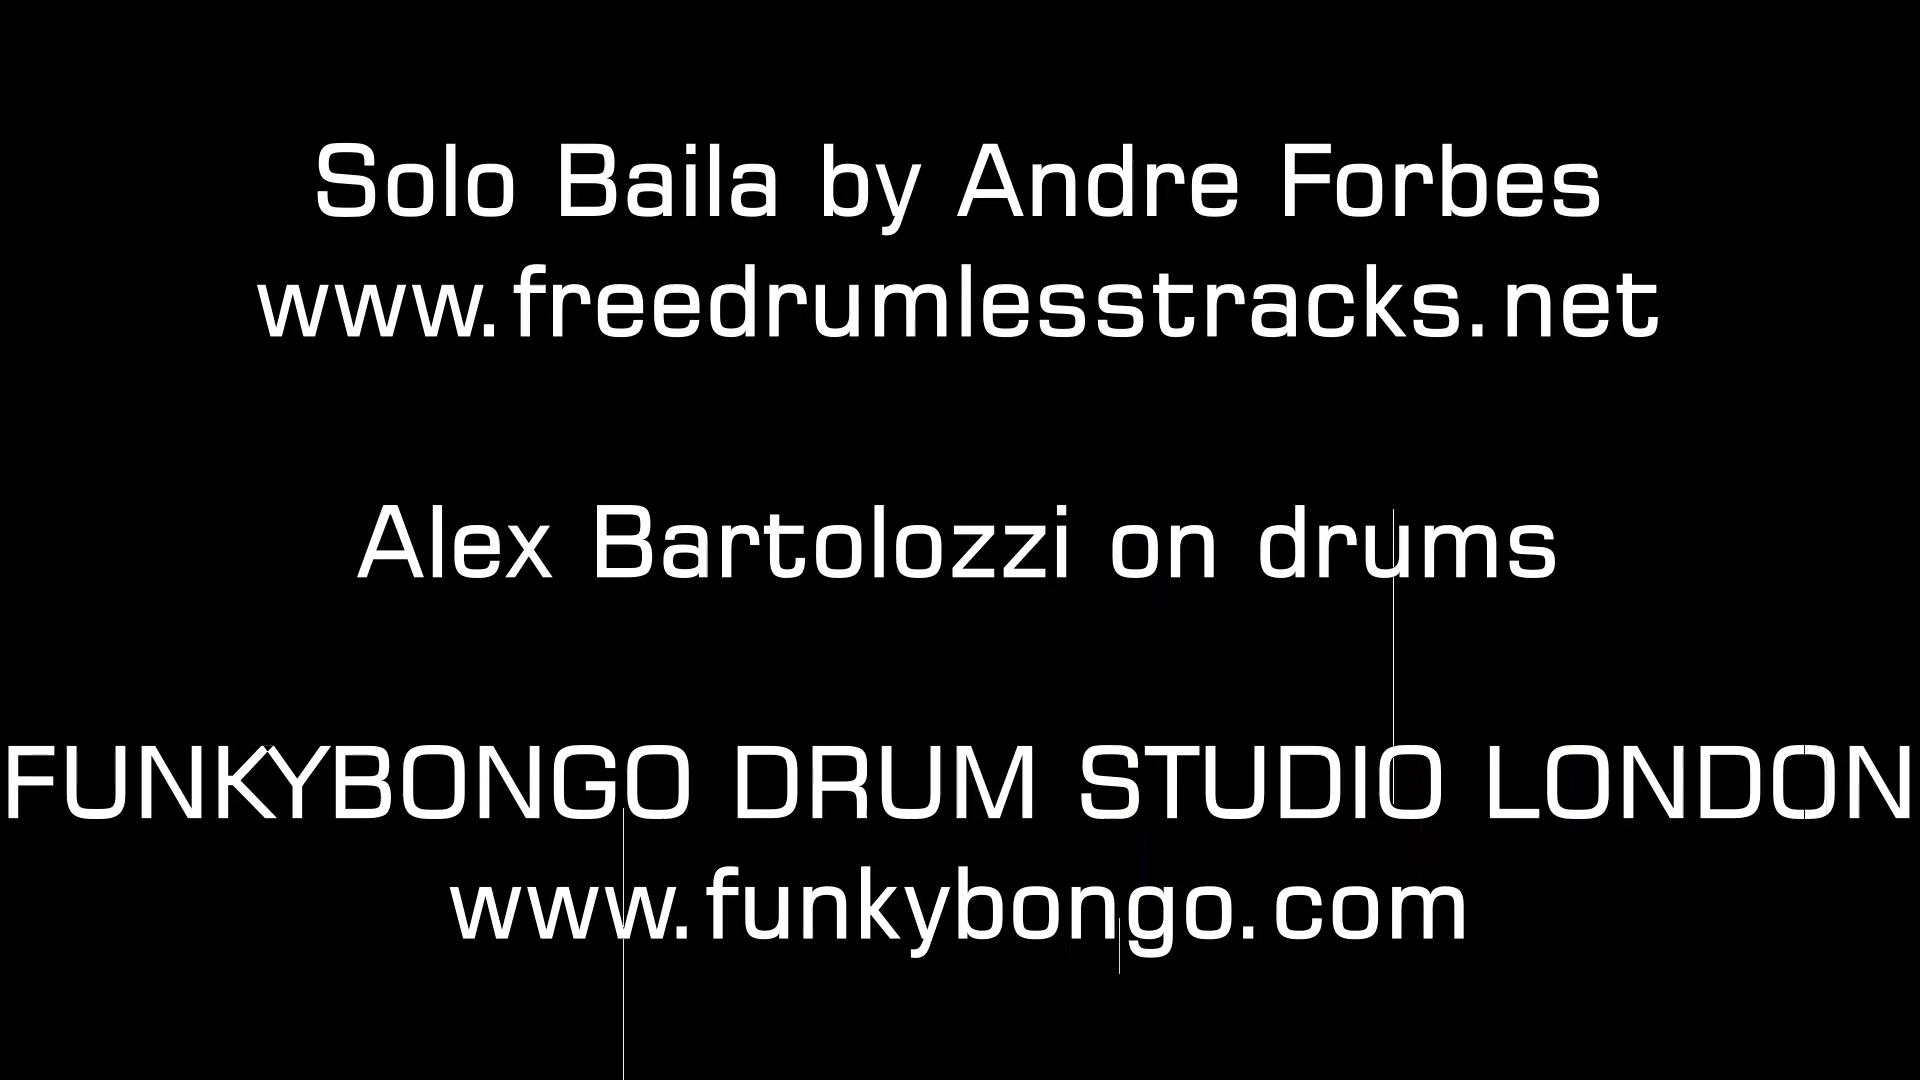 Solo Baila by Andre Forbes
www.freedrumlesstracks.net
Alex Bartolozzi on drums
FUNKYBONGO DRUM STUDIO LONDON
www.funkybongo.com